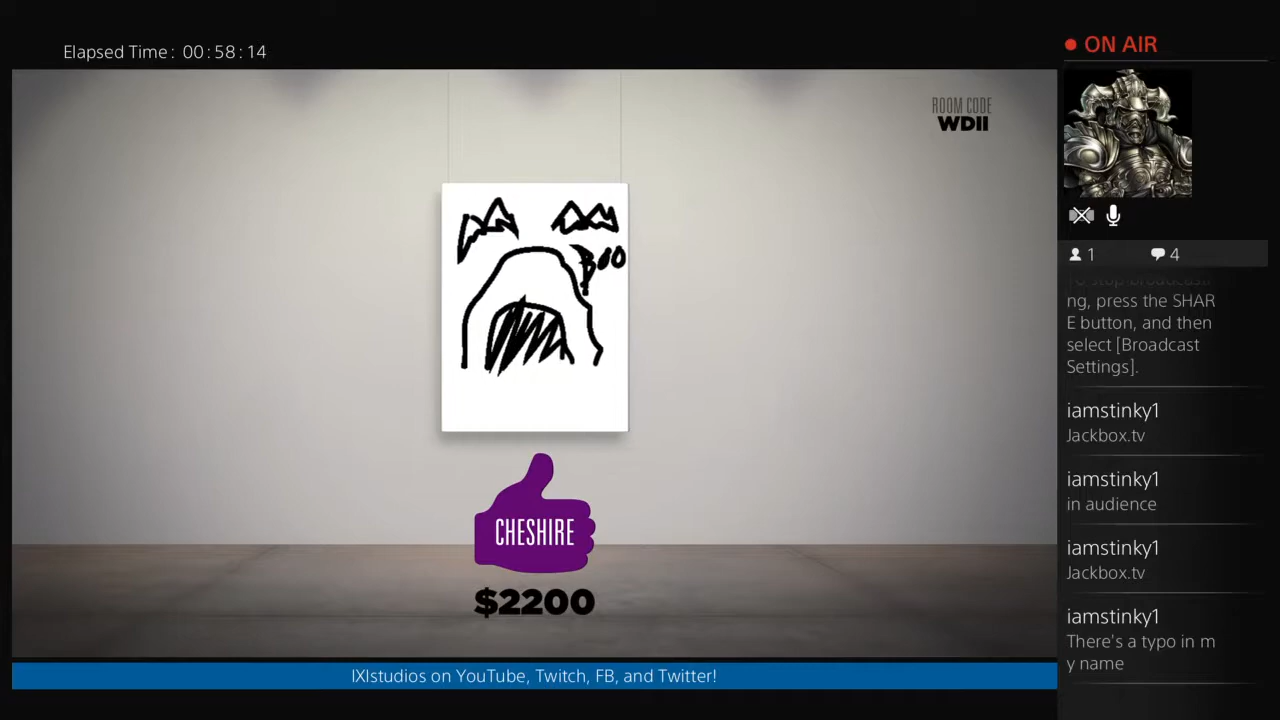 Elapsed Time: 00:58:14
ON AIR
ROOM CODE
WDII
BOO
1
4
ng, press the SHAR
E button, and then
select [Broadcast
Settings].
iamstinky1
Jackbox.tv
iamstinky1
in audience
iamstinky1
Jackbox.tv
iamstinky1
There's a typo in m
y name
CHESHIRE
$2200
IXIstudios on YouTube, Twitch, FB, and Twitter!